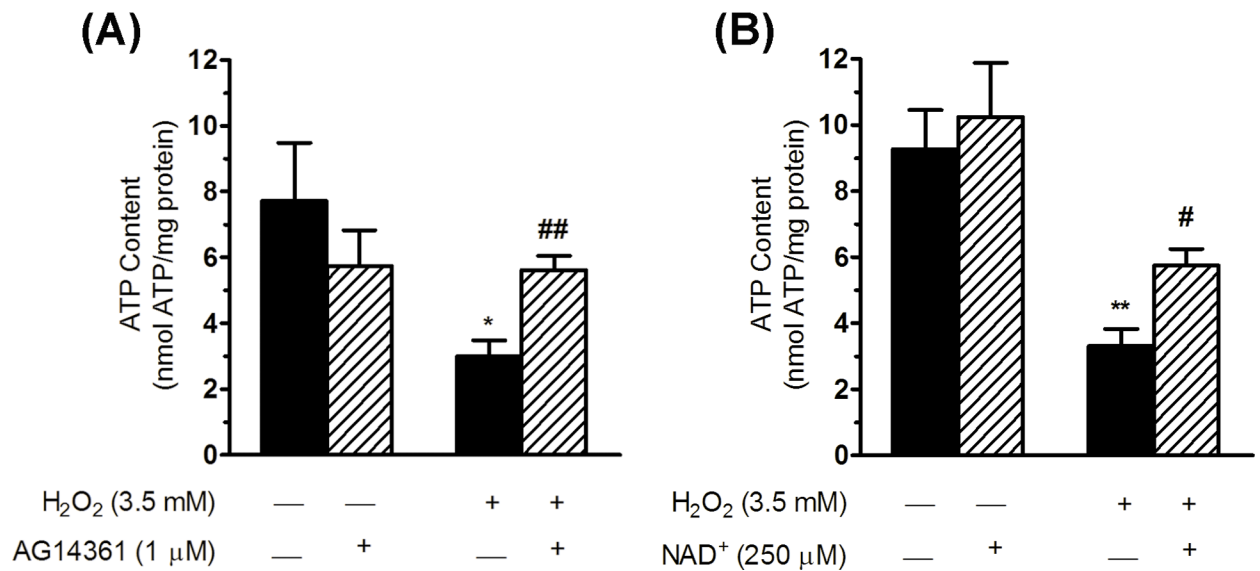 (A)
ATP Content
(nmol ATP/mg protein)
12
10
8
6
4
2
0
*
##
H₂O₂ (3.5 mM) — — + +
AG14361 (1 μM) — + — +
(B)
ATP Content
(nmol ATP/mg protein)
12
10
8
6
4
2
0
**
#
H₂O₂ (3.5 mM) — — + +
NAD⁺ (250 μM) — + — +